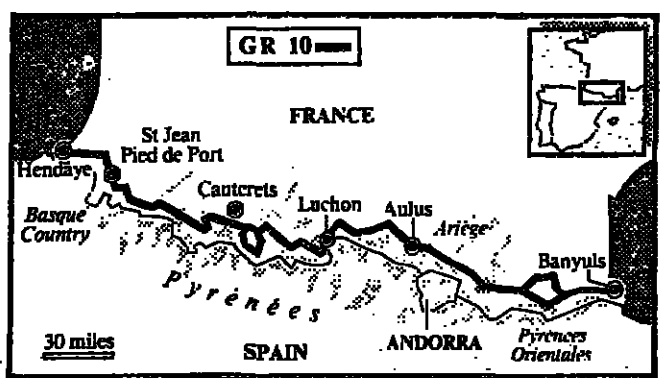 GR 10
FRANCE
St Jean
Pied de Port
Hendaye
Cauterets
Luchon
Aulus
Ariège
Basque
Country
Banyuls
Pyrénées
30 miles
SPAIN
ANDORRA
Pyrénées
Orientales